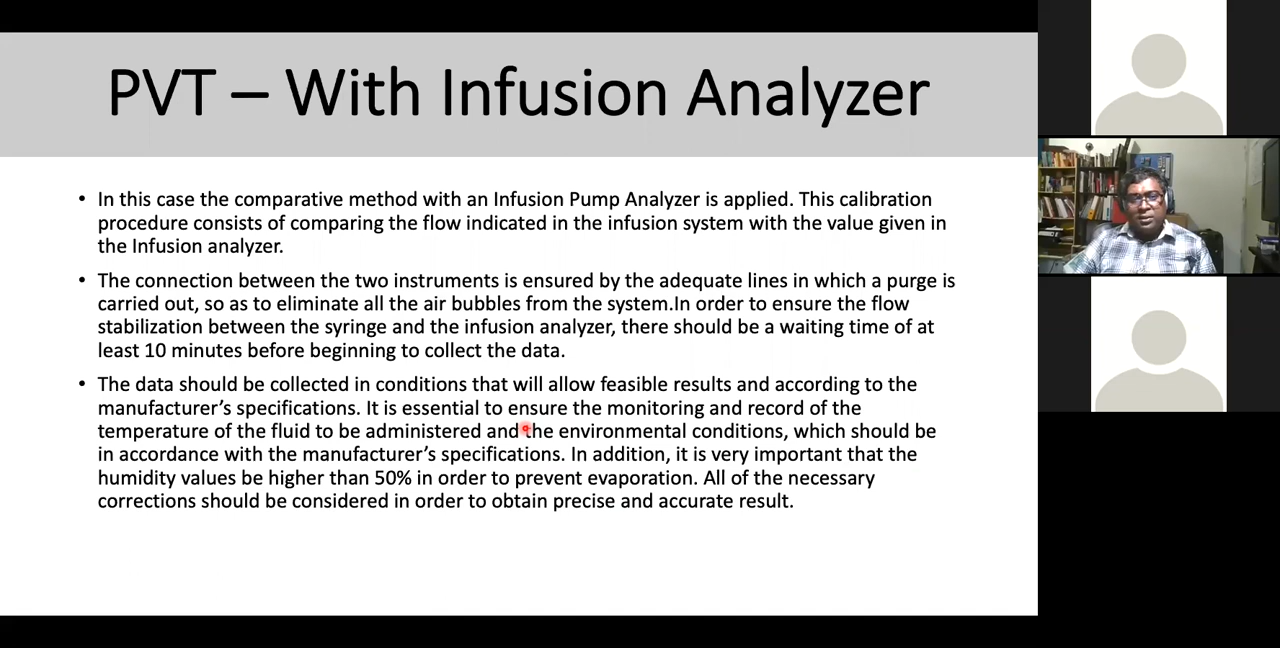 PVT – With Infusion Analyzer
• In this case the comparative method with an Infusion Pump Analyzer is applied. This calibration
procedure consists of comparing the flow indicated in the infusion system with the value given in
the Infusion analyzer.
• The connection between the two instruments is ensured by the adequate lines in which a purge is
carried out, so as to eliminate all the air bubbles from the system.In order to ensure the flow
stabilization between the syringe and the infusion analyzer, there should be a waiting time of at
least 10 minutes before beginning to collect the data.
• The data should be collected in conditions that will allow feasible results and according to the
manufacturer’s specifications. It is essential to ensure the monitoring and record of the
temperature of the fluid to be administered and the environmental conditions, which should be
in accordance with the manufacturer’s specifications. In addition, it is very important that the
humidity values be higher than 50% in order to prevent evaporation. All of the necessary
corrections should be considered in order to obtain precise and accurate result.